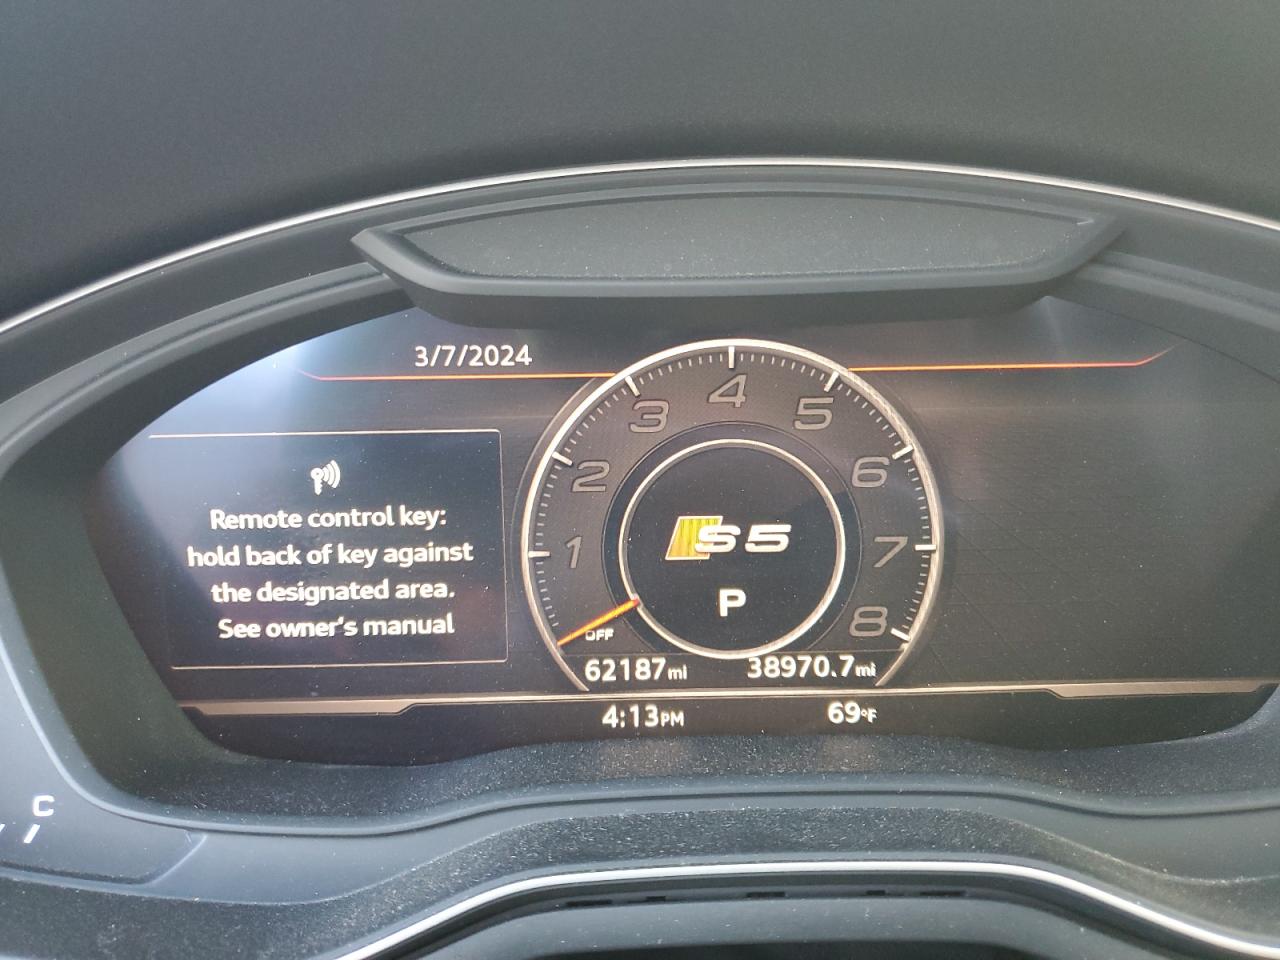 3/7/2024
Remote control key:
hold back of key against
the designated area.
See owner's manual
1
2
3
4
5
6
7
8
S5
P
OFF
62187mi
38970.7mi
4:13PM
69°F
C